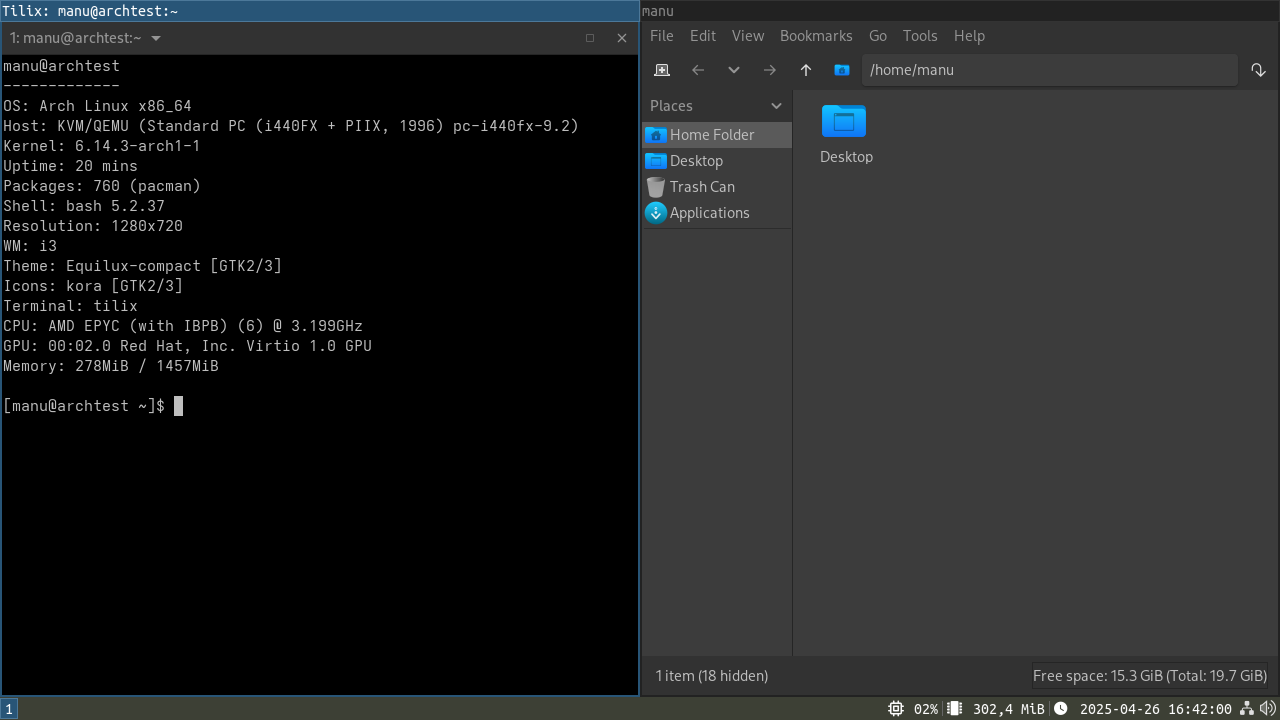 Tilix: manu@archtest:~
1: manu@archtest:~
manu@archtest
-------------
OS: Arch Linux x86_64
Host: KVM/QEMU (Standard PC (i440FX + PIIX, 1996) pc-i440fx-9.2)
Kernel: 6.14.3-arch1-1
Uptime: 20 mins
Packages: 760 (pacman)
Shell: bash 5.2.37
Resolution: 1280x720
WM: i3
Theme: Equilux-compact [GTK2/3]
Icons: kora [GTK2/3]
Terminal: tilix
CPU: AMD EPYC (with IBPB) (6) @ 3.199GHz
GPU: 00:02.0 Red Hat, Inc. Virtio 1.0 GPU
Memory: 278MiB / 1457MiB
[manu@archtest ~]$
manu
File Edit View Bookmarks Go Tools Help
/home/manu
Places
Home Folder
Desktop
Trash Can
Applications
Desktop
1 item (18 hidden)
Free space: 15.3 GiB (Total: 19.7 GiB)
1
02% 302,4 MiB 2025-04-26 16:42:00